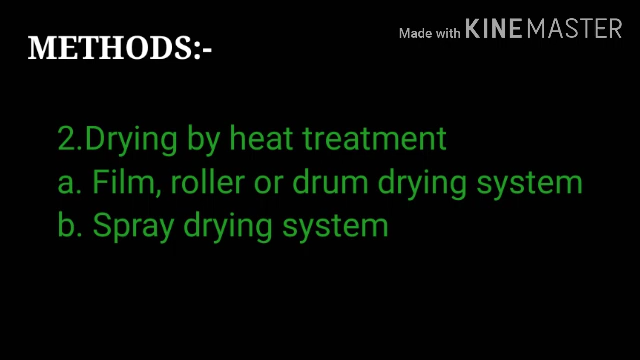 METHODS:-
Made with KINEMASTER
2.Drying by heat treatment
a. Film, roller or drum drying system
b. Spray drying system